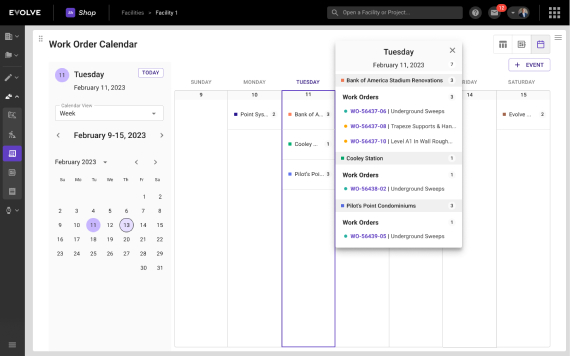 EVOLVE
Shop
Facilities
Facility 1
Open a Facility or Project...
12
Work Order Calendar
+ EVENT
11
Tuesday
TODAY
February 11, 2023
Calendar View
Week
February 9-15, 2023
February 2023
Su Mo Tu We Th Fr Sa
1 2
2 3 4 5 6 7 8
9 10 11 12 13 14 15
16 17 18 19 20 21 22
23 24 25 26 27 28 29
30 31
SUNDAY MONDAY TUESDAY RIDAY SATURDAY
9 10 11 14 15
Point Sys... 2
Bank of A... 3
Evolve ... 2
Cooley ... 1
Pilot's Poi... 3
Tuesday
February 11, 2023 7
Bank of America Stadium Renovations 3
Work Orders 3
WO-56437-06 | Underground Sweeps
WO-56437-08 | Trapeze Supports & Han...
WO-56437-10 | Level A1 In Wall Rough...
Cooley Station 1
Work Orders 1
WO-56438-02 | Underground Sweeps
Pilot's Point Condominiums 3
Work Orders 1
WO-56439-05 | Underground Sweeps